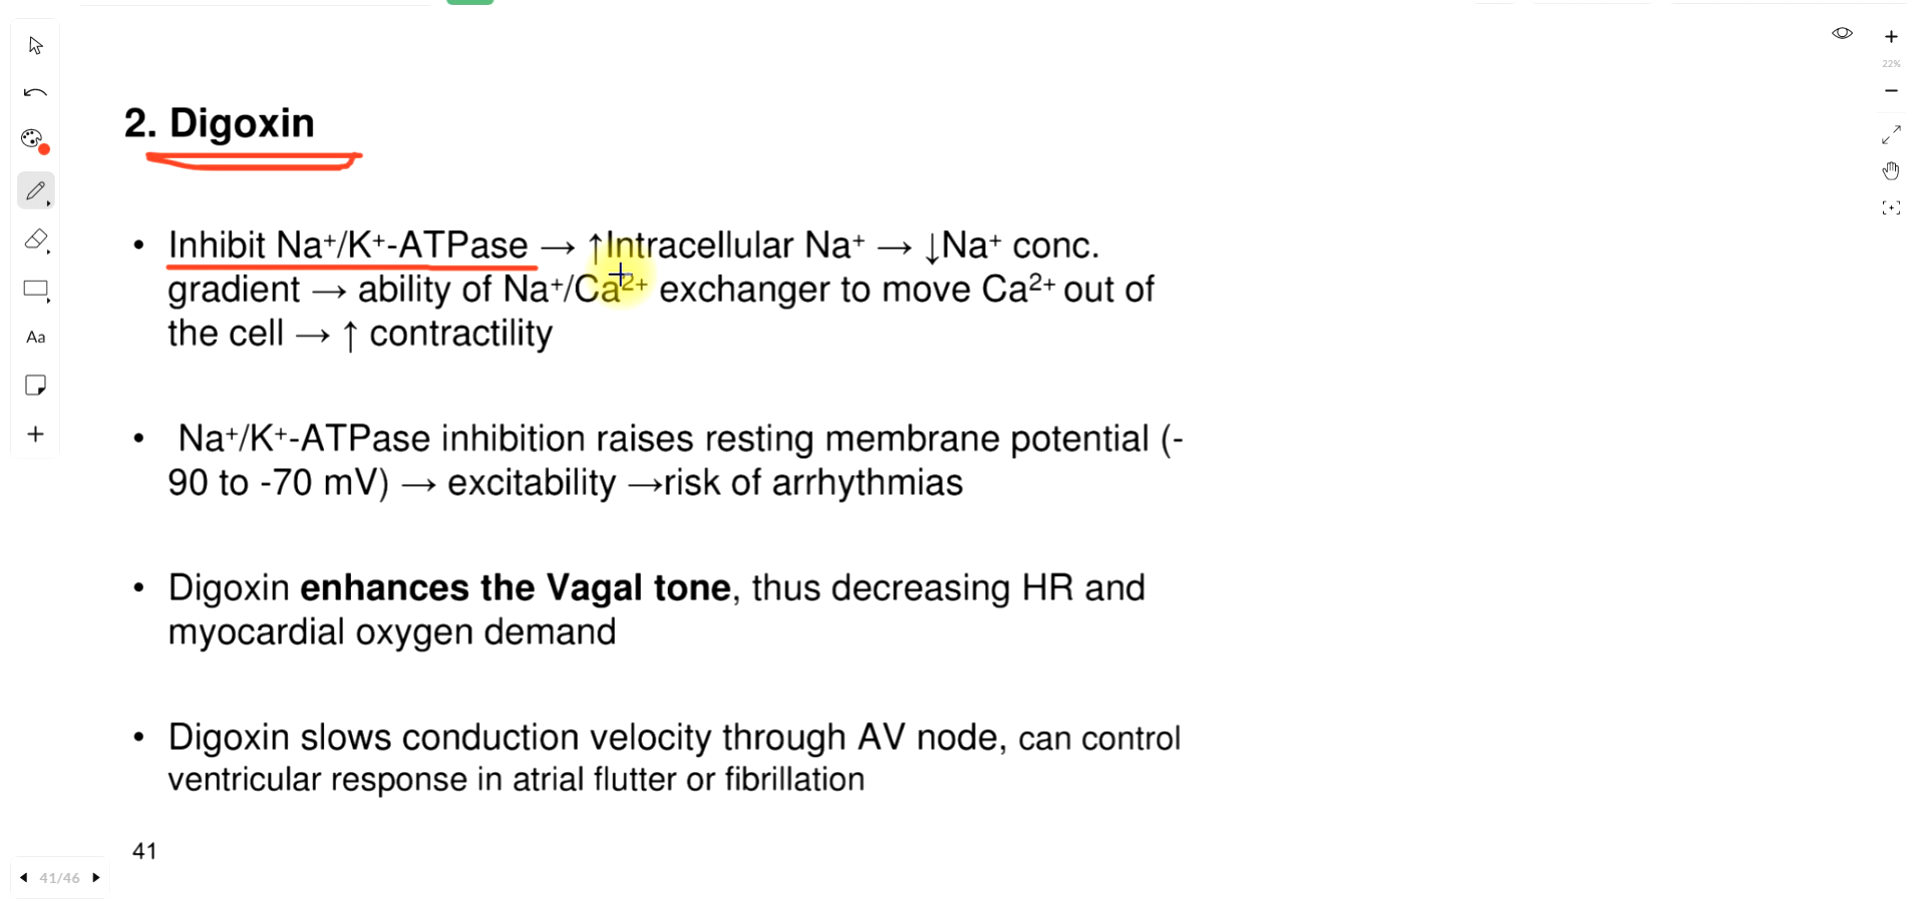 22%
2. Digoxin
• Inhibit Na⁺/K⁺-ATPase → ↑Intracellular Na⁺ → ↓Na⁺ conc.
gradient → ability of Na⁺/Ca²⁺ exchanger to move Ca²⁺ out of
the cell → ↑ contractility
• Na⁺/K⁺-ATPase inhibition raises resting membrane potential (-
90 to -70 mV) → excitability →risk of arrhythmias
• Digoxin enhances the Vagal tone, thus decreasing HR and
myocardial oxygen demand
• Digoxin slows conduction velocity through AV node, can control
ventricular response in atrial flutter or fibrillation
41
Aa
41/46